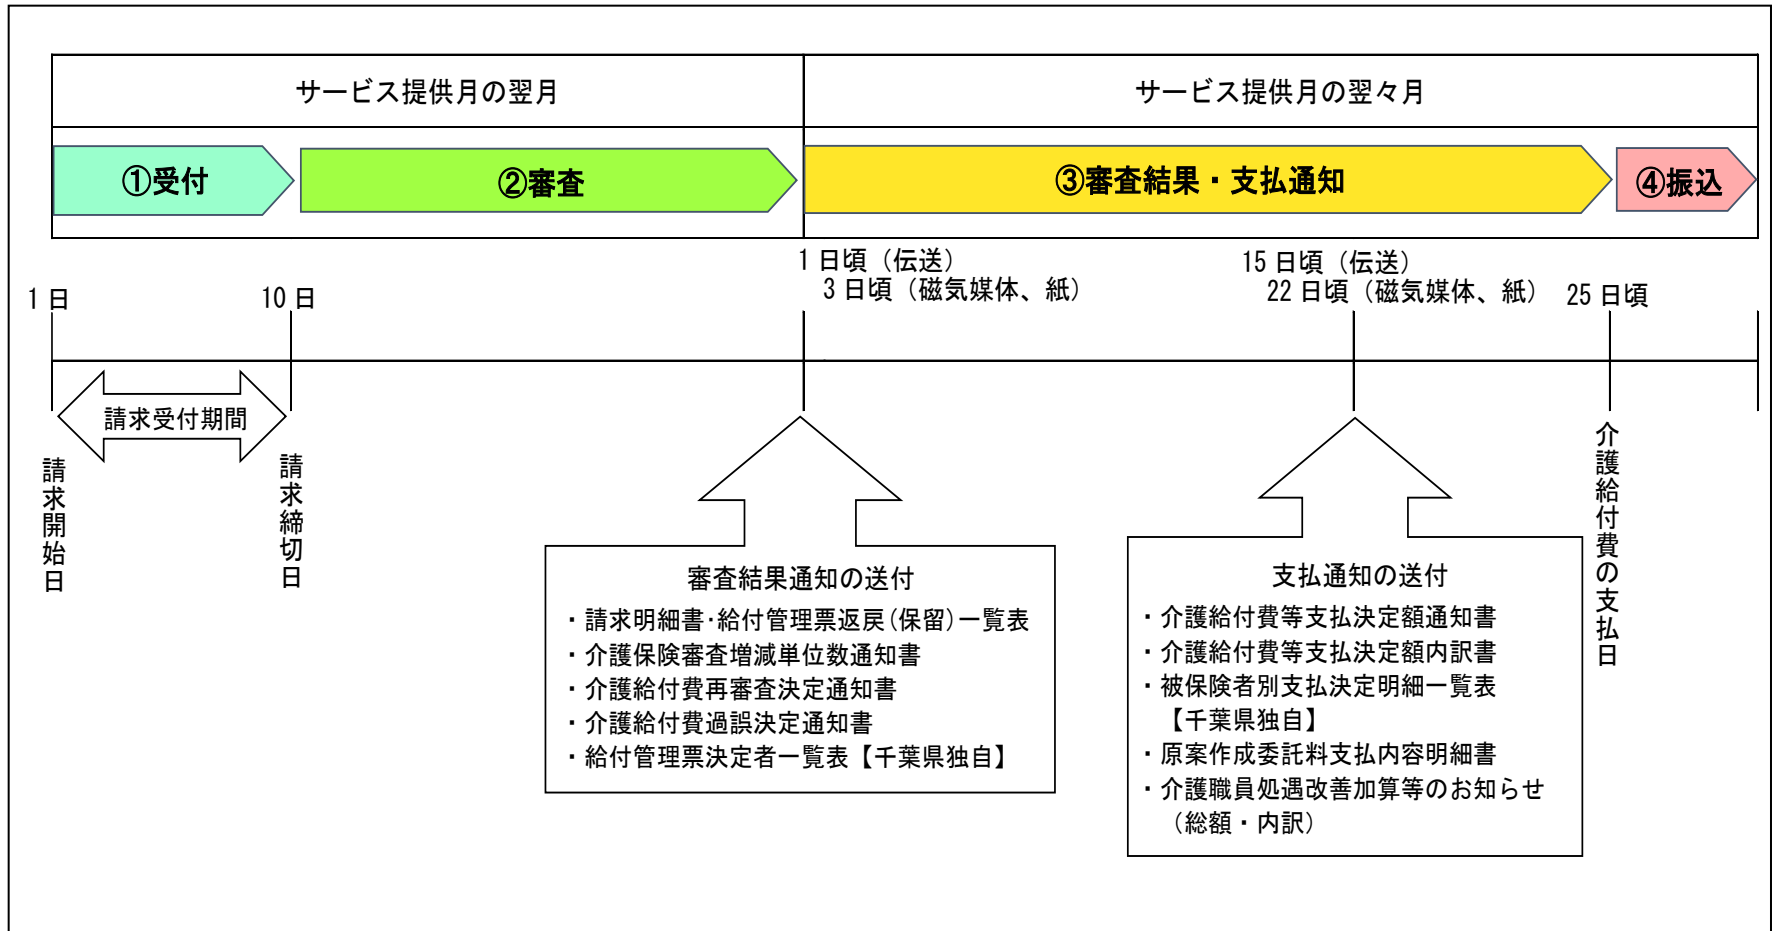 サービス提供月の翌月
サービス提供月の翌々月
①受付
②審査
③審査結果・支払通知
④振込
1日
10日
1日頃（伝送）
3日頃（磁気媒体、紙）
15日頃（伝送）
22日頃（磁気媒体、紙）
25日頃
請求受付期間
請求開始日
請求締切日
介護給付費の支払日
審査結果通知の送付
・請求明細書･給付管理票返戻(保留)一覧表
・介護保険審査増減単位数通知書
・介護給付費再審査決定通知書
・介護給付費過誤決定通知書
・給付管理票決定者一覧表【千葉県独自】
支払通知の送付
・介護給付費等支払決定額通知書
・介護給付費等支払決定額内訳書
・被保険者別支払決定明細一覧表
【千葉県独自】
・原案作成委託料支払内容明細書
・介護職員処遇改善加算等のお知らせ
（総額・内訳）